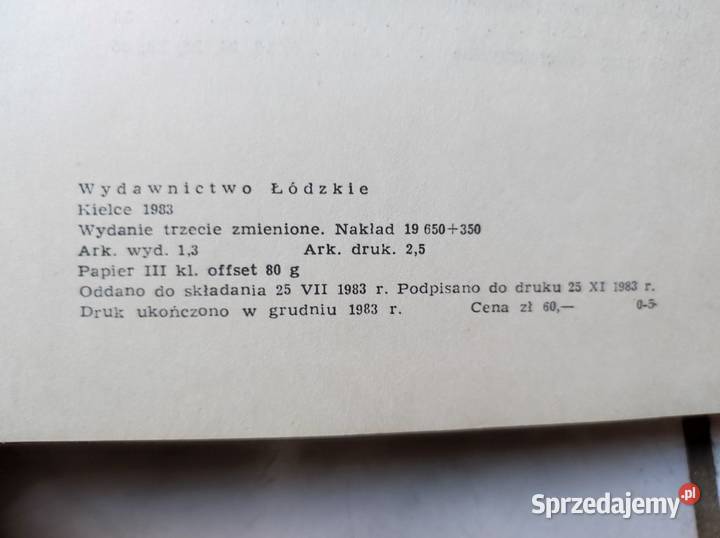 Wydawnictwo Łódzkie
Kielce 1983
Wydanie trzecie zmienione. Nakład 19 650+350
Ark. wyd. 1,3 Ark. druk. 2,5
Papier III kl. offset 80 g
Oddano do składania 25 VII 1983 r. Podpisano do druku 25 XI 1983 r.
Druk ukończono w grudniu 1983 r. Cena zł 60,— 0-5
Sprzedajemy.pl